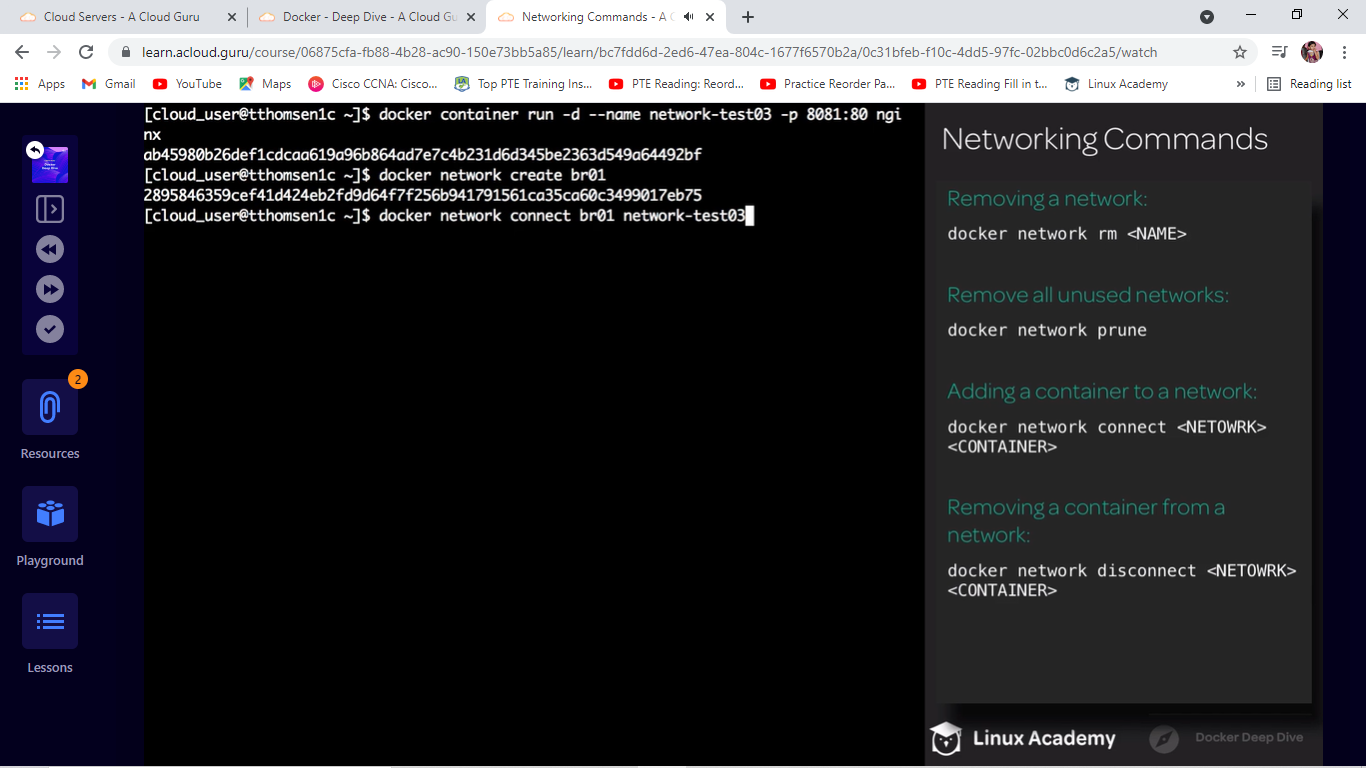 Cloud Servers - A Cloud Guru
Docker - Deep Dive - A Cloud Gu
Networking Commands - A C
learn.acloud.guru/course/06875cfa-fb88-4b28-ac90-150e73bb5a85/learn/bc7fdd6d-2ed6-47ea-804c-1677f6570b2a/0c31bfeb-f10c-4dd5-97fc-02bbc0d6c2a5/watch
Apps
Gmail
YouTube
Maps
Cisco CCNA: Cisco...
Top PTE Training Ins...
PTE Reading: Reord...
Practice Reorder Pa...
PTE Reading Fill in t...
Linux Academy
»
Reading list
[cloud_user@tthomsen1c ~]$ docker container run -d --name network-test03 -p 8081:80 ngi
nx
ab45980b26def1cdcaa619a96b864ad7e7c4b231d6d345be2363d549a64492bf
[cloud_user@tthomsen1c ~]$ docker network create br01
2895846359cef41d424eb2fd9d64f7f256b941791561ca35ca60c3499017eb75
[cloud_user@tthomsen1c ~]$ docker network connect br01 network-test03
Docker
Deep Dive
2
Resources
Playground
Lessons
Networking Commands
Removing a network:
docker network rm <NAME>
Remove all unused networks:
docker network prune
Adding a container to a network:
docker network connect <NETOWRK>
<CONTAINER>
Removing a container from a
network:
docker network disconnect <NETOWRK>
<CONTAINER>
Linux Academy
Docker Deep Dive